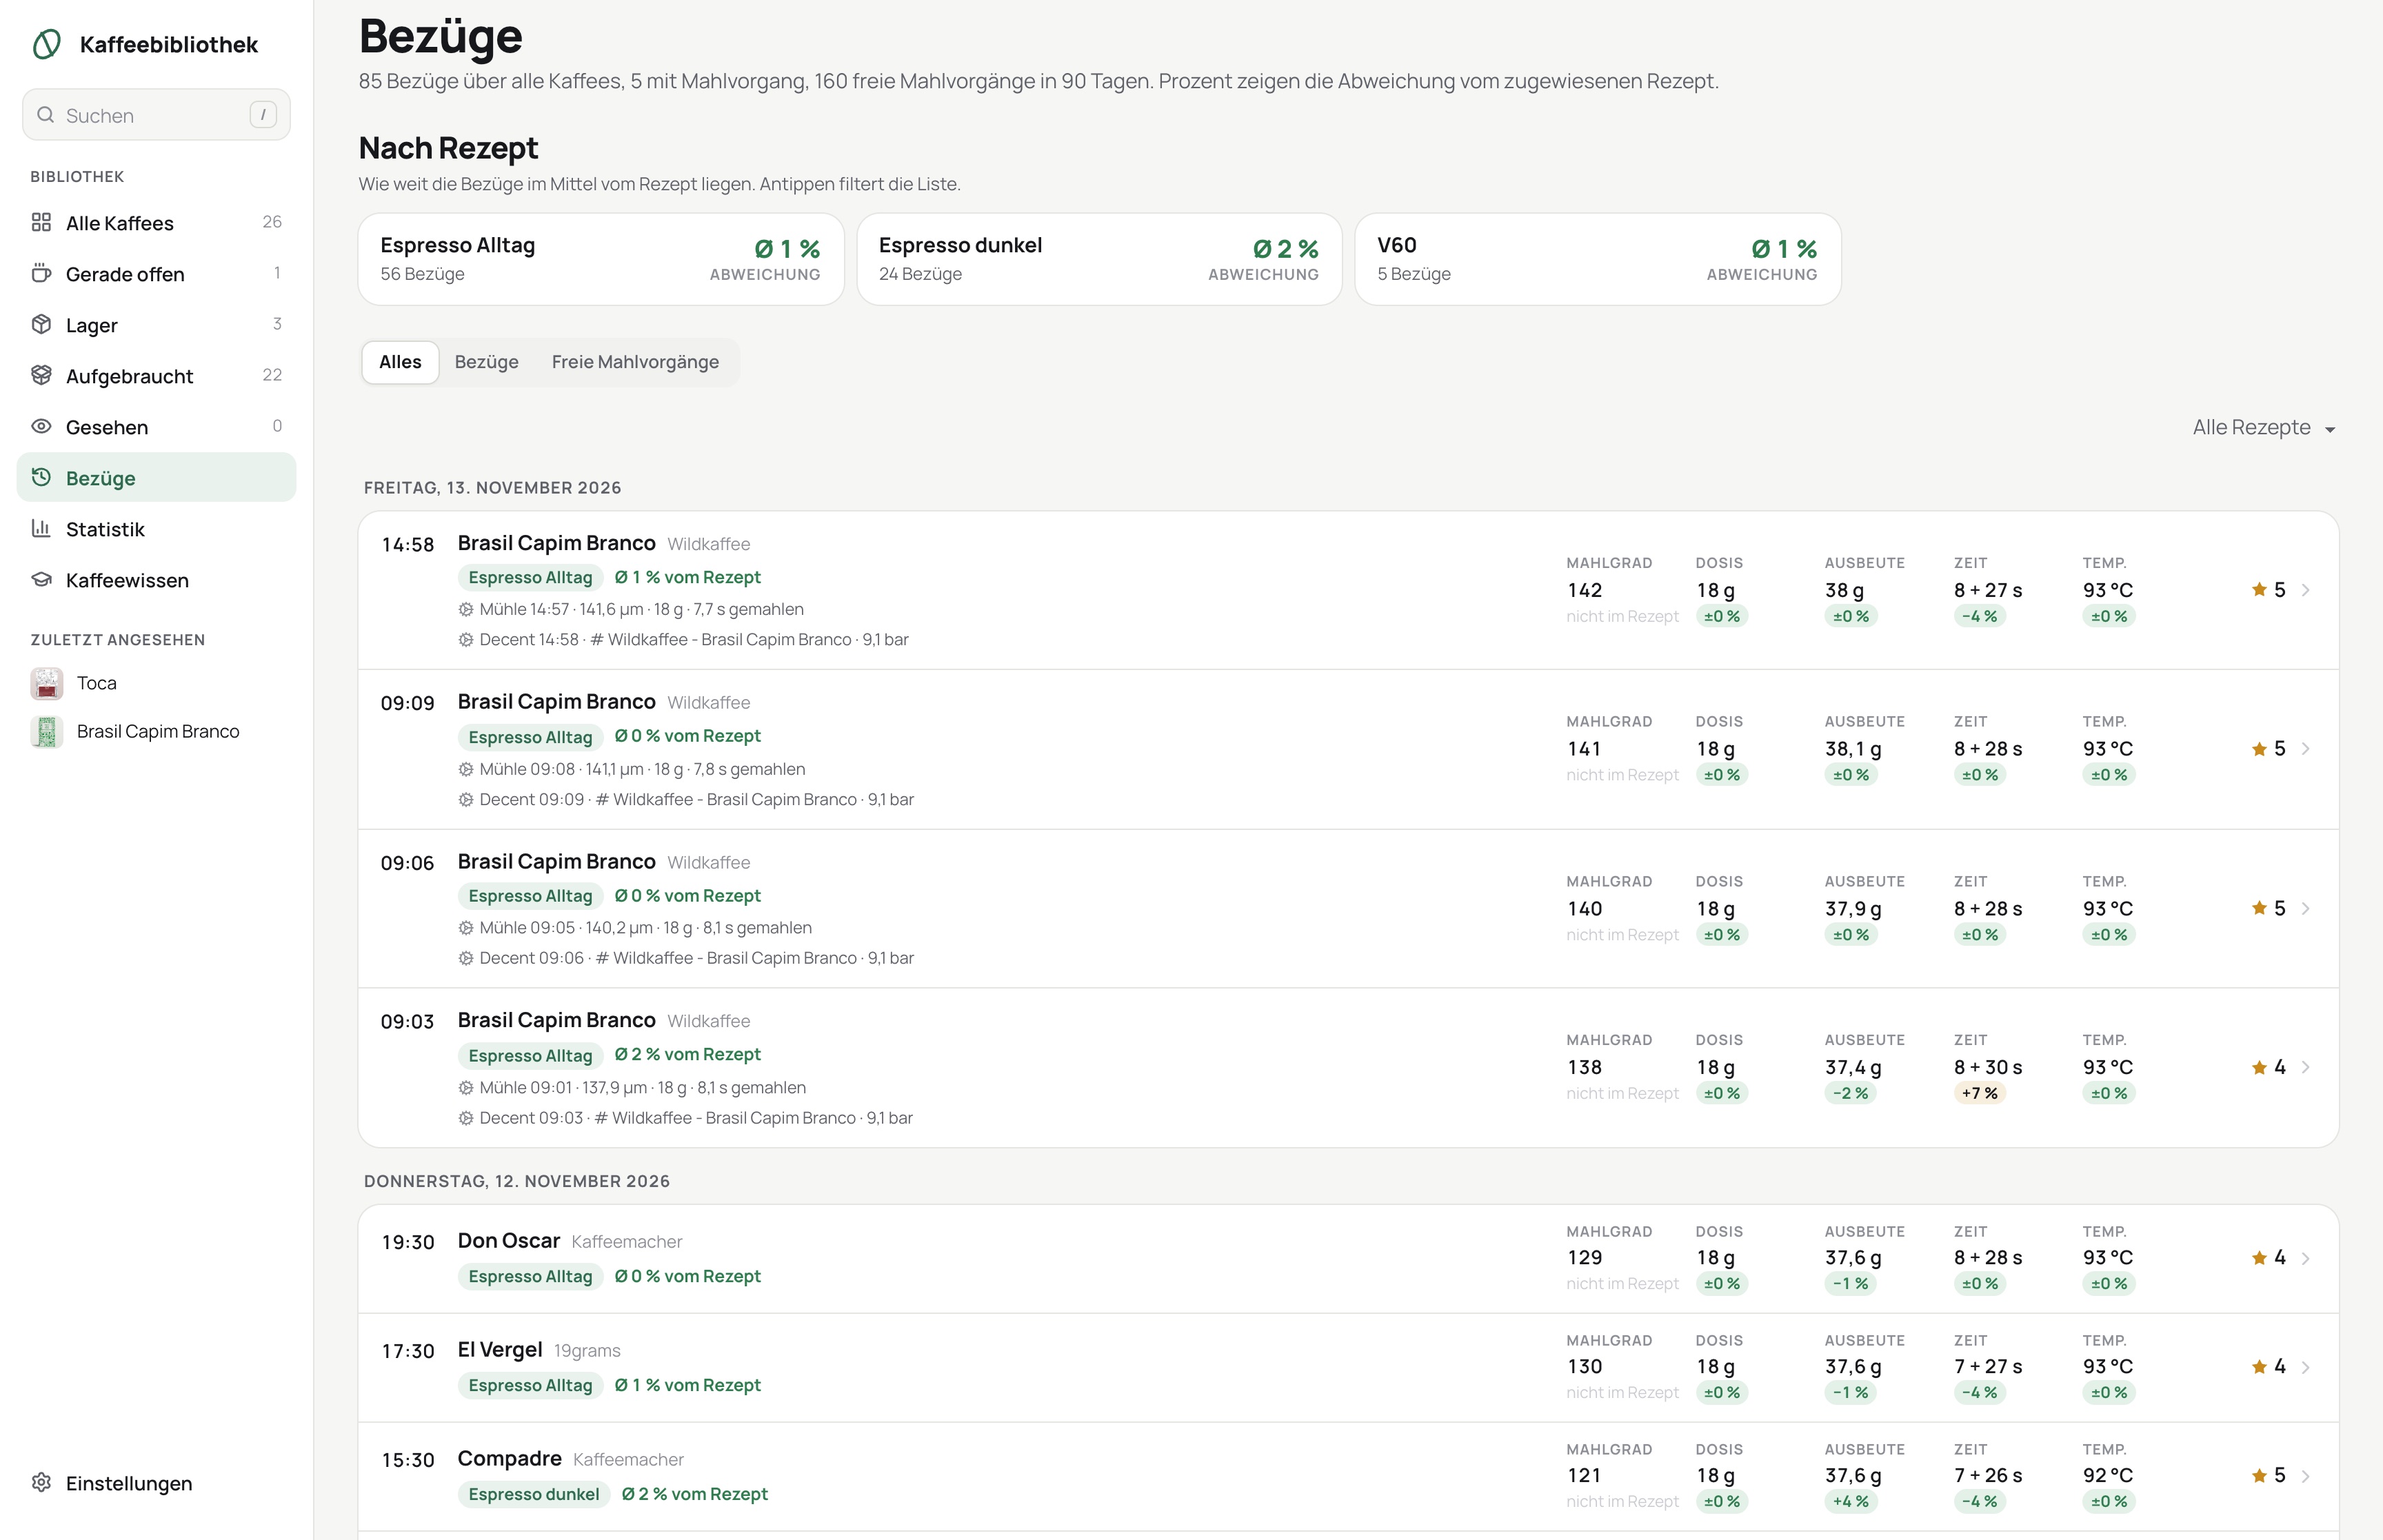 Kaffeebibliothek
Suchen /
BIBLIOTHEK
Alle Kaffees 26
Gerade offen 1
Lager 3
Aufgebraucht 22
Gesehen 0
Bezüge
Statistik
Kaffeewissen
ZULETZT ANGESEHEN
Toca
Brasil Capim Branco
Einstellungen
Bezüge
85 Bezüge über alle Kaffees, 5 mit Mahlvorgang, 160 freie Mahlvorgänge in 90 Tagen. Prozent zeigen die Abweichung vom zugewiesenen Rezept.
Nach Rezept
Wie weit die Bezüge im Mittel vom Rezept liegen. Antippen filtert die Liste.
Espresso Alltag Ø 1 %
56 Bezüge ABWEICHUNG
Espresso dunkel Ø 2 %
24 Bezüge ABWEICHUNG
V60 Ø 1 %
5 Bezüge ABWEICHUNG
Alles Bezüge Freie Mahlvorgänge
Alle Rezepte
FREITAG, 13. NOVEMBER 2026
14:58 Brasil Capim Branco Wildkaffee
Espresso Alltag Ø 1 % vom Rezept
Mühle 14:57 · 141,6 µm · 18 g · 7,7 s gemahlen
Decent 14:58 · # Wildkaffee - Brasil Capim Branco · 9,1 bar
MAHLGRAD DOSIS AUSBEUTE ZEIT TEMP.
142 18 g 38 g 8 + 27 s 93 °C 5
nicht im Rezept ±0 % ±0 % −4 % ±0 %
09:09 Brasil Capim Branco Wildkaffee
Espresso Alltag Ø 0 % vom Rezept
Mühle 09:08 · 141,1 µm · 18 g · 7,8 s gemahlen
Decent 09:09 · # Wildkaffee - Brasil Capim Branco · 9,1 bar
MAHLGRAD DOSIS AUSBEUTE ZEIT TEMP.
141 18 g 38,1 g 8 + 28 s 93 °C 5
nicht im Rezept ±0 % ±0 % ±0 % ±0 %
09:06 Brasil Capim Branco Wildkaffee
Espresso Alltag Ø 0 % vom Rezept
Mühle 09:05 · 140,2 µm · 18 g · 8,1 s gemahlen
Decent 09:06 · # Wildkaffee - Brasil Capim Branco · 9,1 bar
MAHLGRAD DOSIS AUSBEUTE ZEIT TEMP.
140 18 g 37,9 g 8 + 28 s 93 °C 5
nicht im Rezept ±0 % ±0 % ±0 % ±0 %
09:03 Brasil Capim Branco Wildkaffee
Espresso Alltag Ø 2 % vom Rezept
Mühle 09:01 · 137,9 µm · 18 g · 8,1 s gemahlen
Decent 09:03 · # Wildkaffee - Brasil Capim Branco · 9,1 bar
MAHLGRAD DOSIS AUSBEUTE ZEIT TEMP.
138 18 g 37,4 g 8 + 30 s 93 °C 4
nicht im Rezept ±0 % −2 % +7 % ±0 %
DONNERSTAG, 12. NOVEMBER 2026
19:30 Don Oscar Kaffeemacher
Espresso Alltag Ø 0 % vom Rezept
MAHLGRAD DOSIS AUSBEUTE ZEIT TEMP.
129 18 g 37,6 g 8 + 28 s 93 °C 4
nicht im Rezept ±0 % −1 % ±0 % ±0 %
17:30 El Vergel 19grams
Espresso Alltag Ø 1 % vom Rezept
MAHLGRAD DOSIS AUSBEUTE ZEIT TEMP.
130 18 g 37,6 g 7 + 27 s 93 °C 4
nicht im Rezept ±0 % −1 % −4 % ±0 %
15:30 Compadre Kaffeemacher
Espresso dunkel Ø 2 % vom Rezept
MAHLGRAD DOSIS AUSBEUTE ZEIT TEMP.
121 18 g 37,6 g 7 + 26 s 92 °C 5
nicht im Rezept ±0 % +4 % −4 % ±0 %